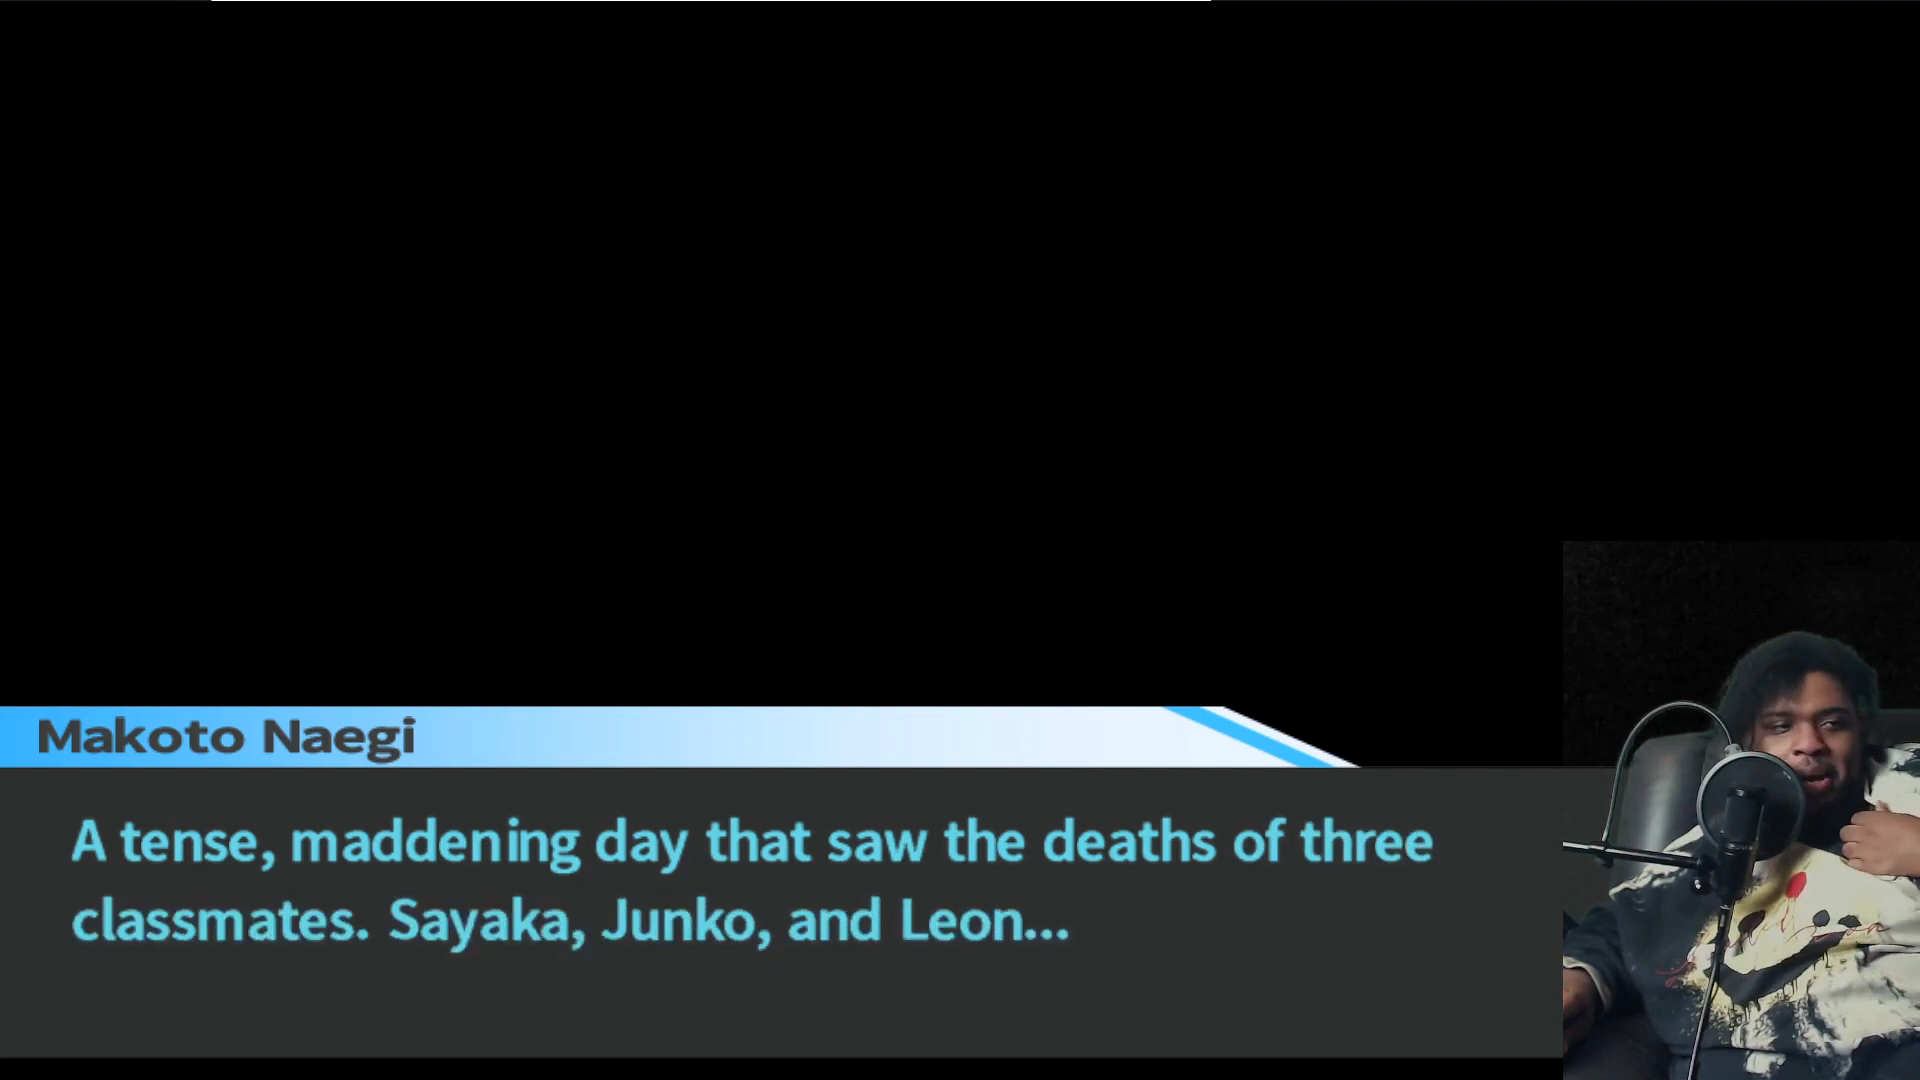 Makoto Naegi
A tense, maddening day that saw the deaths of three
classmates. Sayaka, Junko, and Leon...